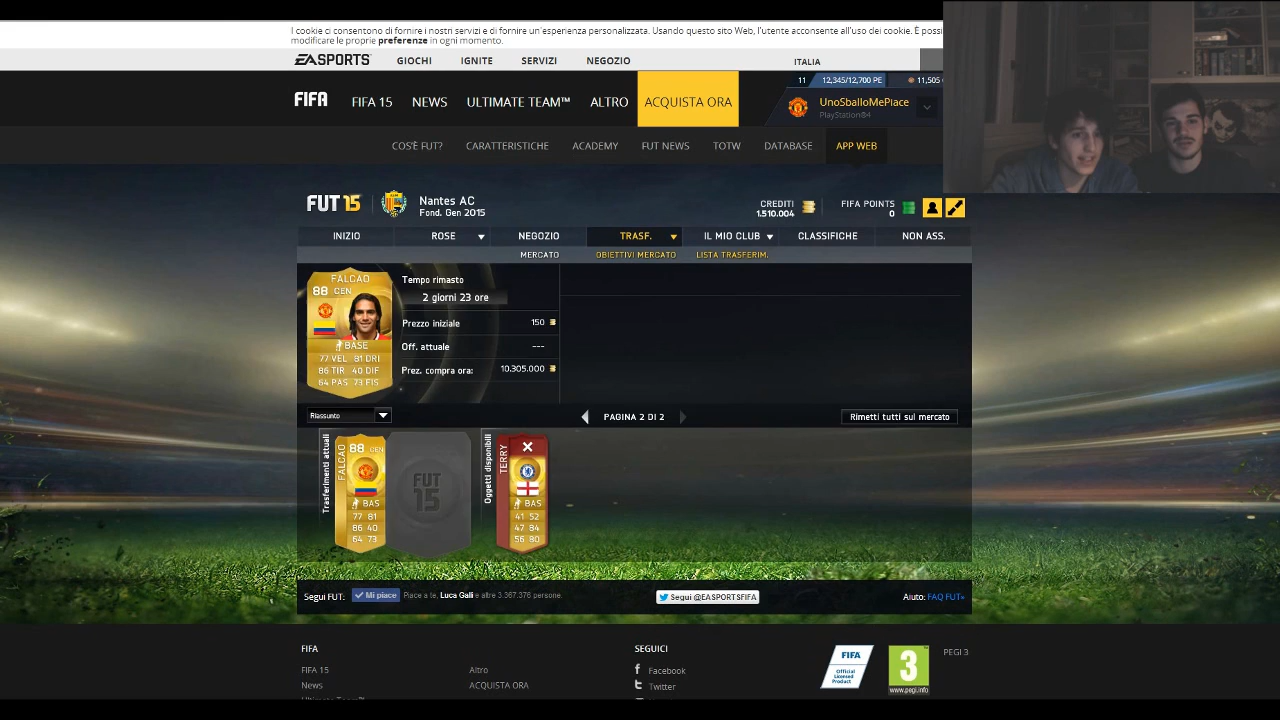 I cookie ci consentono di fornire i nostri servizi e di fornire un'esperienza personalizzata. Usando questo sito Web, l'utente acconsente all'uso dei cookie. È possi
modificare le proprie preferenze in ogni momento.
EA SPORTS GIOCHI IGNITE SERVIZI NEGOZIO ITALIA
11 12,345/12,700 PE 11,505
FIFA FIFA 15 NEWS ULTIMATE TEAM™ ALTRO ACQUISTA ORA
UnoSballoMePiace
PlayStation®4
COS'È FUT? CARATTERISTICHE ACADEMY FUT NEWS TOTW DATABASE APP WEB
FUT 15
Nantes AC
Fond. Gen 2015
CREDITI
1.510.004
FIFA POINTS
0
INIZIO ROSE NEGOZIO TRASF. IL MIO CLUB CLASSIFICHE NON ASS.
MERCATO OBIETTIVI MERCATO LISTA TRASFERIM.
FALCAO
88 CEN
BASE
77 VEL 81 DRI
86 TIR 40 DIF
64 PAS 73 FIS
Tempo rimasto
2 giorni 23 ore
Prezzo iniziale 150
Off. attuale ---
Prez. compra ora: 10.305.000
Riassunto
PAGINA 2 DI 2
Rimetti tutti sul mercato
Trasferimenti attuali
FALCAO
88 CEN
BAS
77 81
86 40
64 73
FUT
15
Oggetti disponibili
TERRY
BAS
41 52
47 84
56 80
Segui FUT: Mi piace Piace a te, Luca Galli e altre 3.367.376 persone.
Segui @EASPORTSFIFA
Aiuto: FAQ FUT»
FIFA
FIFA 15
News
Ultimate Team™
Altro
ACQUISTA ORA
SEGUICI
Facebook
Twitter
FIFA
Official
Licensed
Product
3
www.pegi.info
PEGI 3